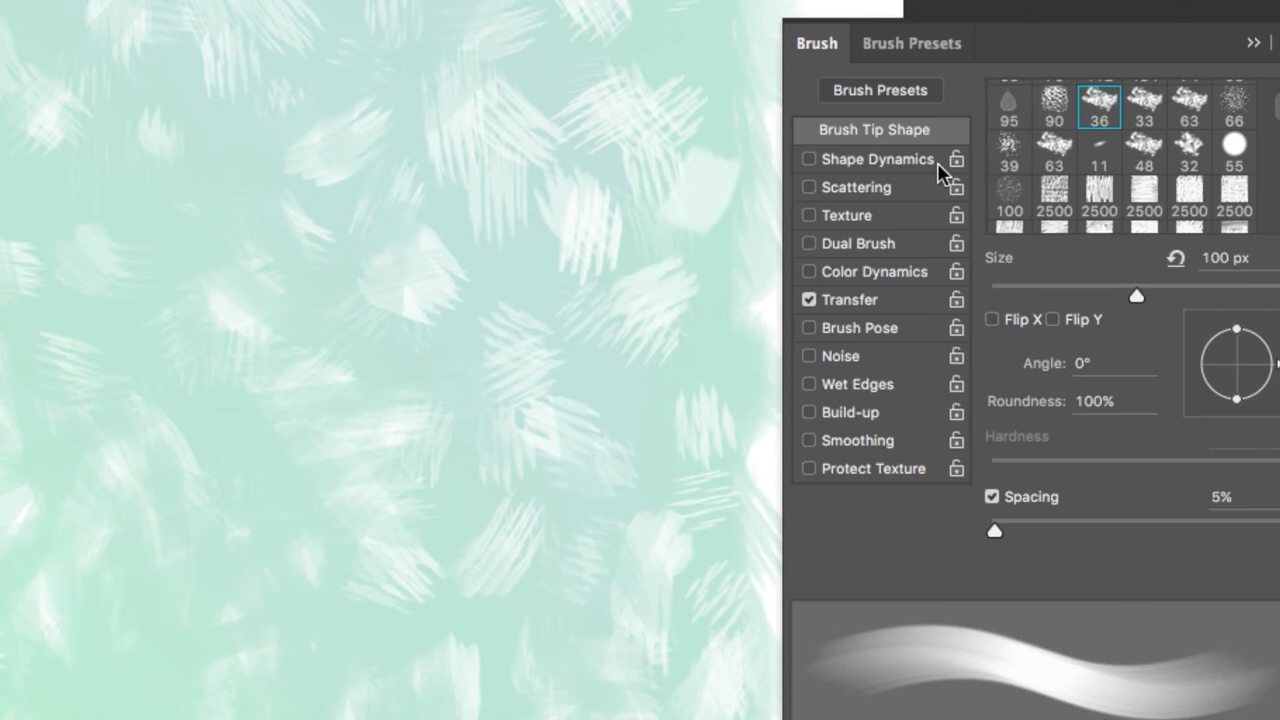 Brush Brush Presets
Brush Presets
Brush Tip Shape
Shape Dynamics
Scattering
Texture
Dual Brush
Color Dynamics
Transfer
Brush Pose
Noise
Wet Edges
Build-up
Smoothing
Protect Texture
95 90 36 33 63 66
39 63 11 48 32 55
100 2500 2500 2500 2500 2500
Size 100 px
Flip X Flip Y
Angle: 0°
Roundness: 100%
Hardness
Spacing 5%